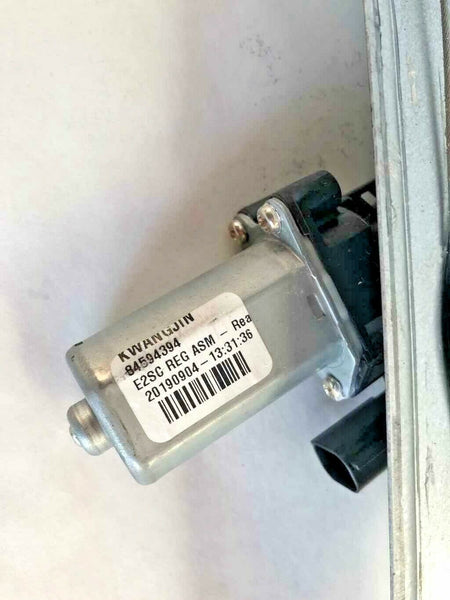 KWANGJIN
84594394
E2SC REG ASM - Rea
20190904-13:31:36